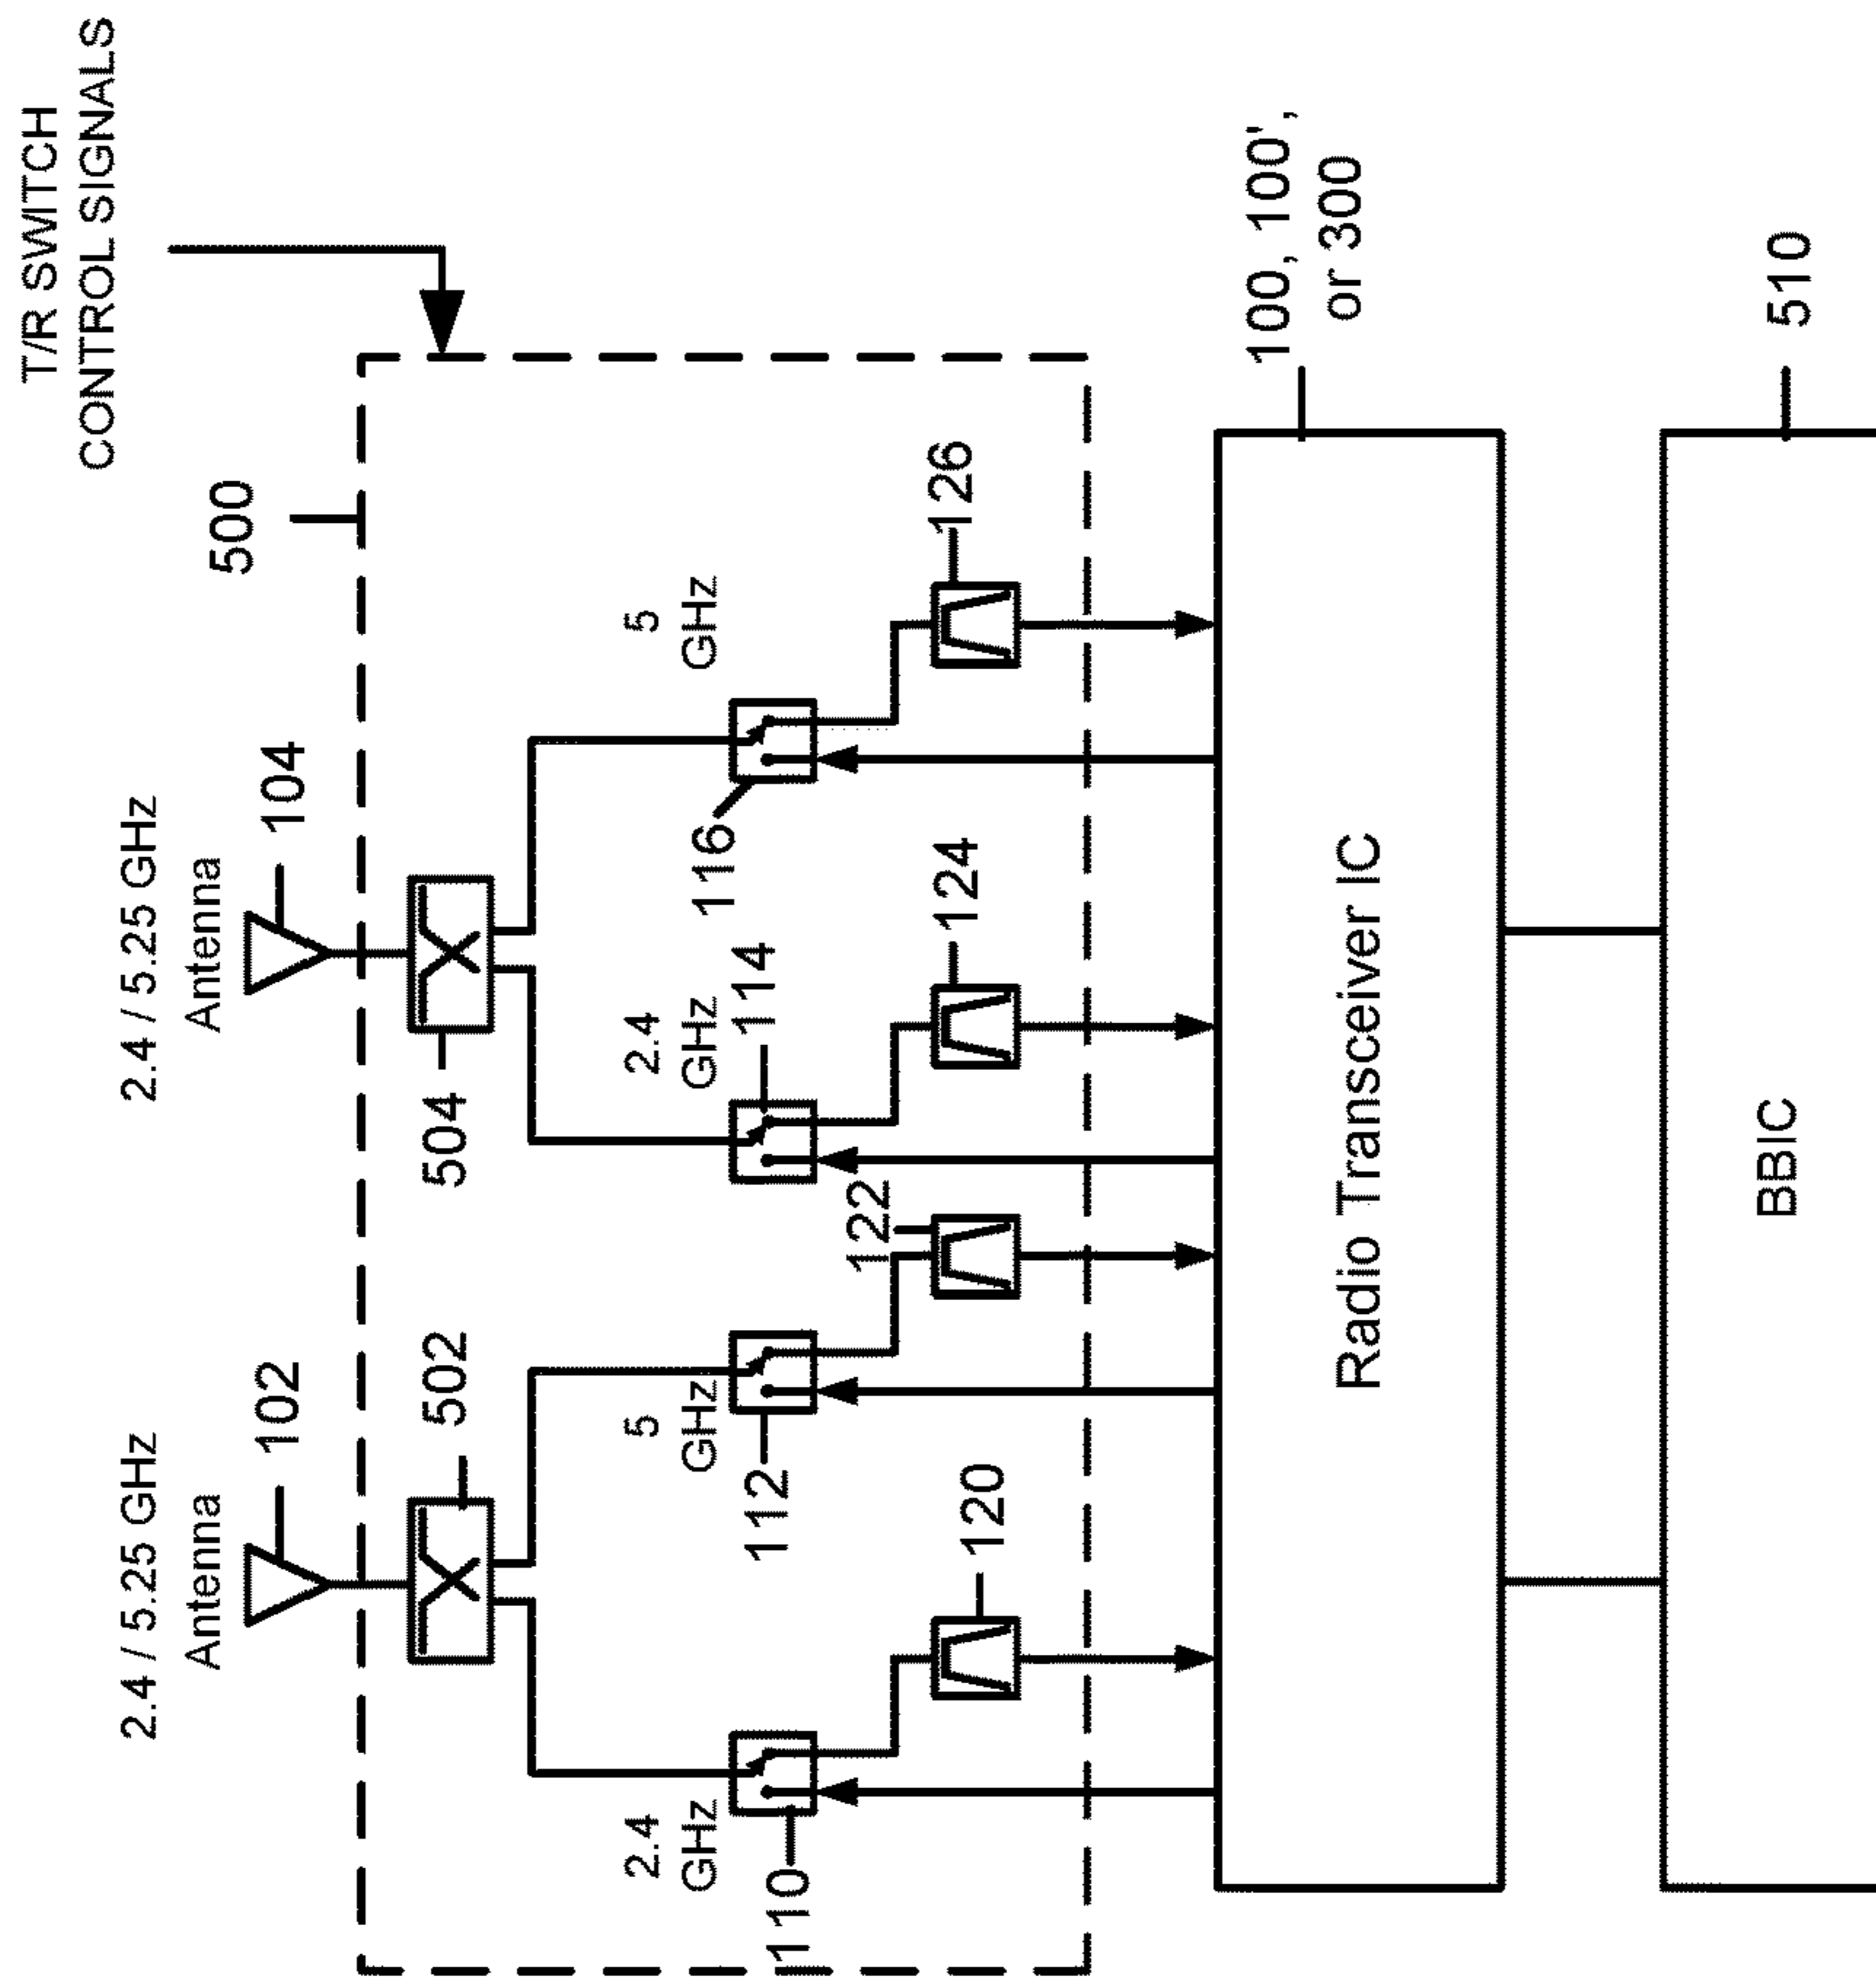 T/R SWITCH
CONTROL SIGNALS
500
2.4 / 5.25 GHz
Antenna
102
2.4 / 5.25 GHz
Antenna
104
502
504
2.4
GHz
110
5
GHz
112
2.4
GHz
114
5
GHz
116
120
122
124
126
Radio Transceiver IC
100, 100',
or 300
BBIC
510